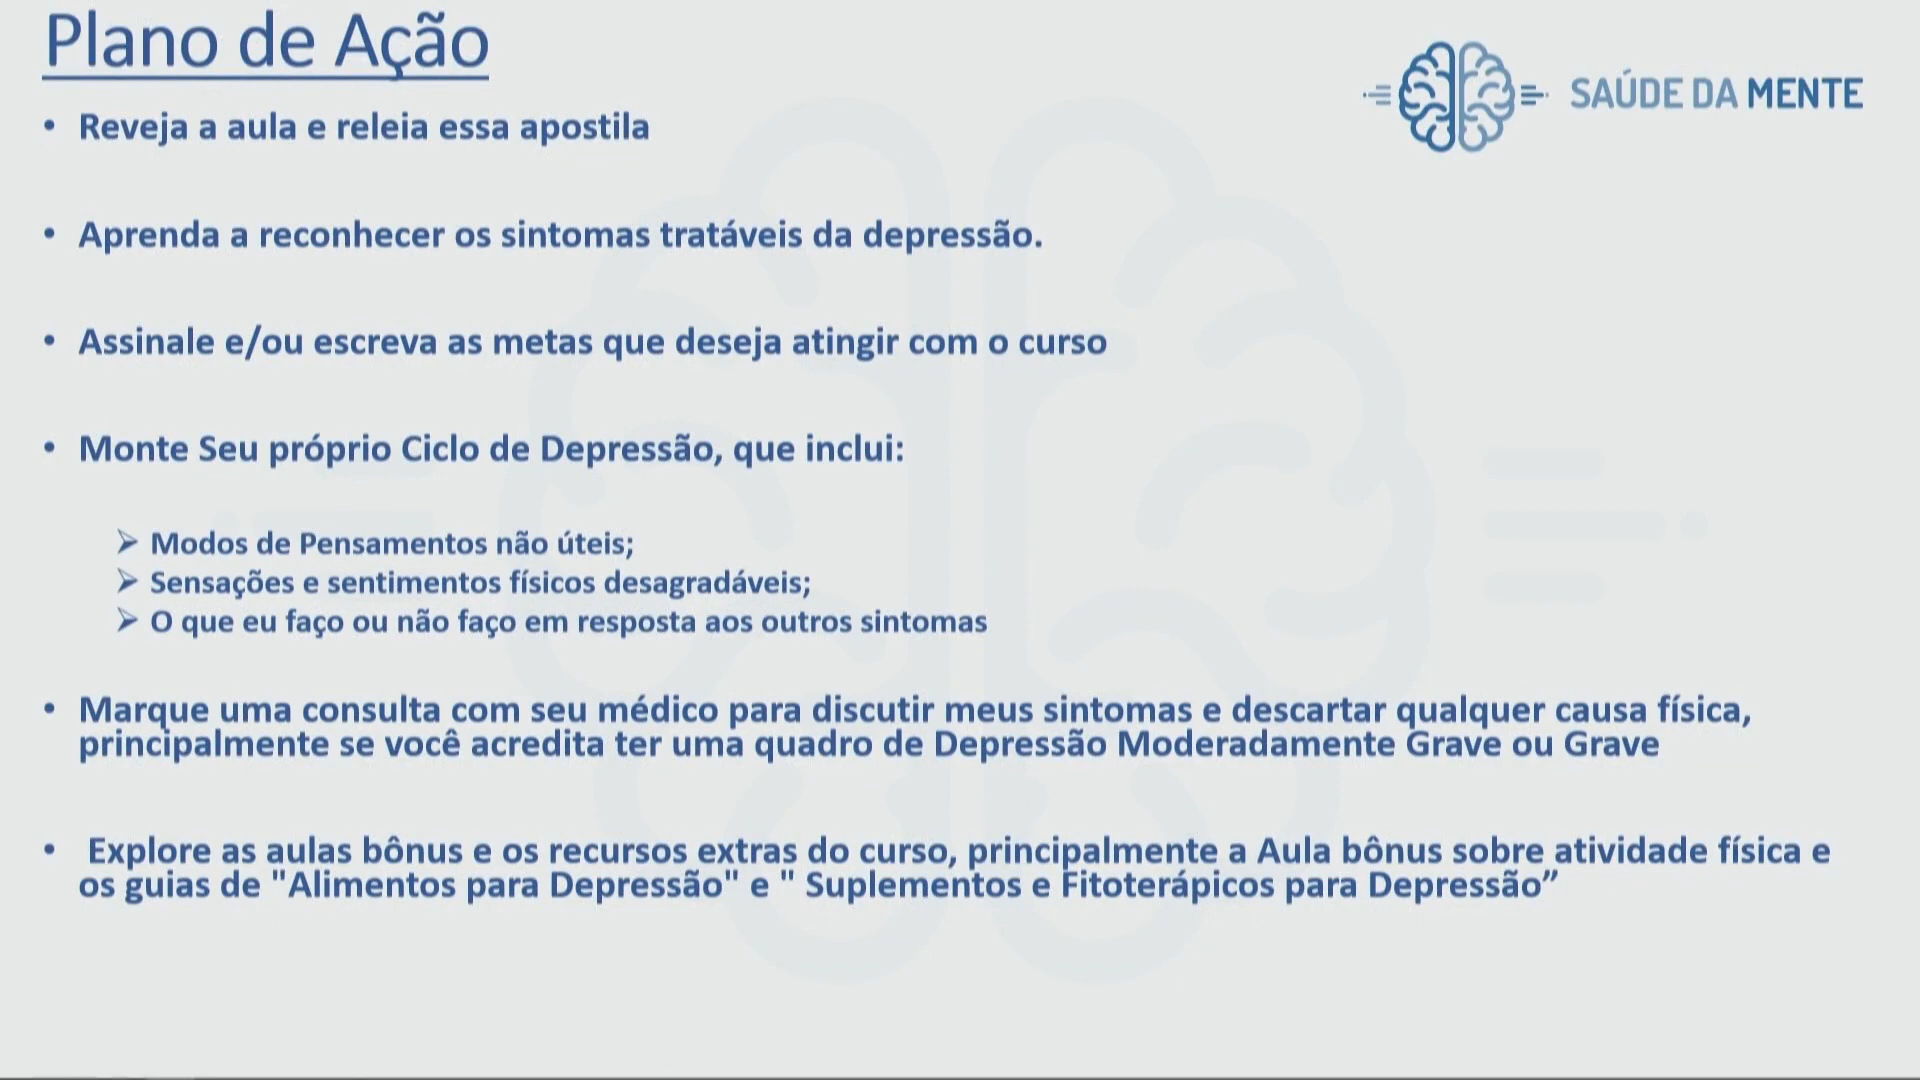 Plano de Ação
SAÚDE DA MENTE
• Reveja a aula e releia essa apostila
• Aprenda a reconhecer os sintomas tratáveis da depressão.
• Assinale e/ou escreva as metas que deseja atingir com o curso
• Monte Seu próprio Ciclo de Depressão, que inclui:
➢ Modos de Pensamentos não úteis;
➢ Sensações e sentimentos físicos desagradáveis;
➢ O que eu faço ou não faço em resposta aos outros sintomas
• Marque uma consulta com seu médico para discutir meus sintomas e descartar qualquer causa física,
principalmente se você acredita ter uma quadro de Depressão Moderadamente Grave ou Grave
• Explore as aulas bônus e os recursos extras do curso, principalmente a Aula bônus sobre atividade física e
os guias de "Alimentos para Depressão" e " Suplementos e Fitoterápicos para Depressão”